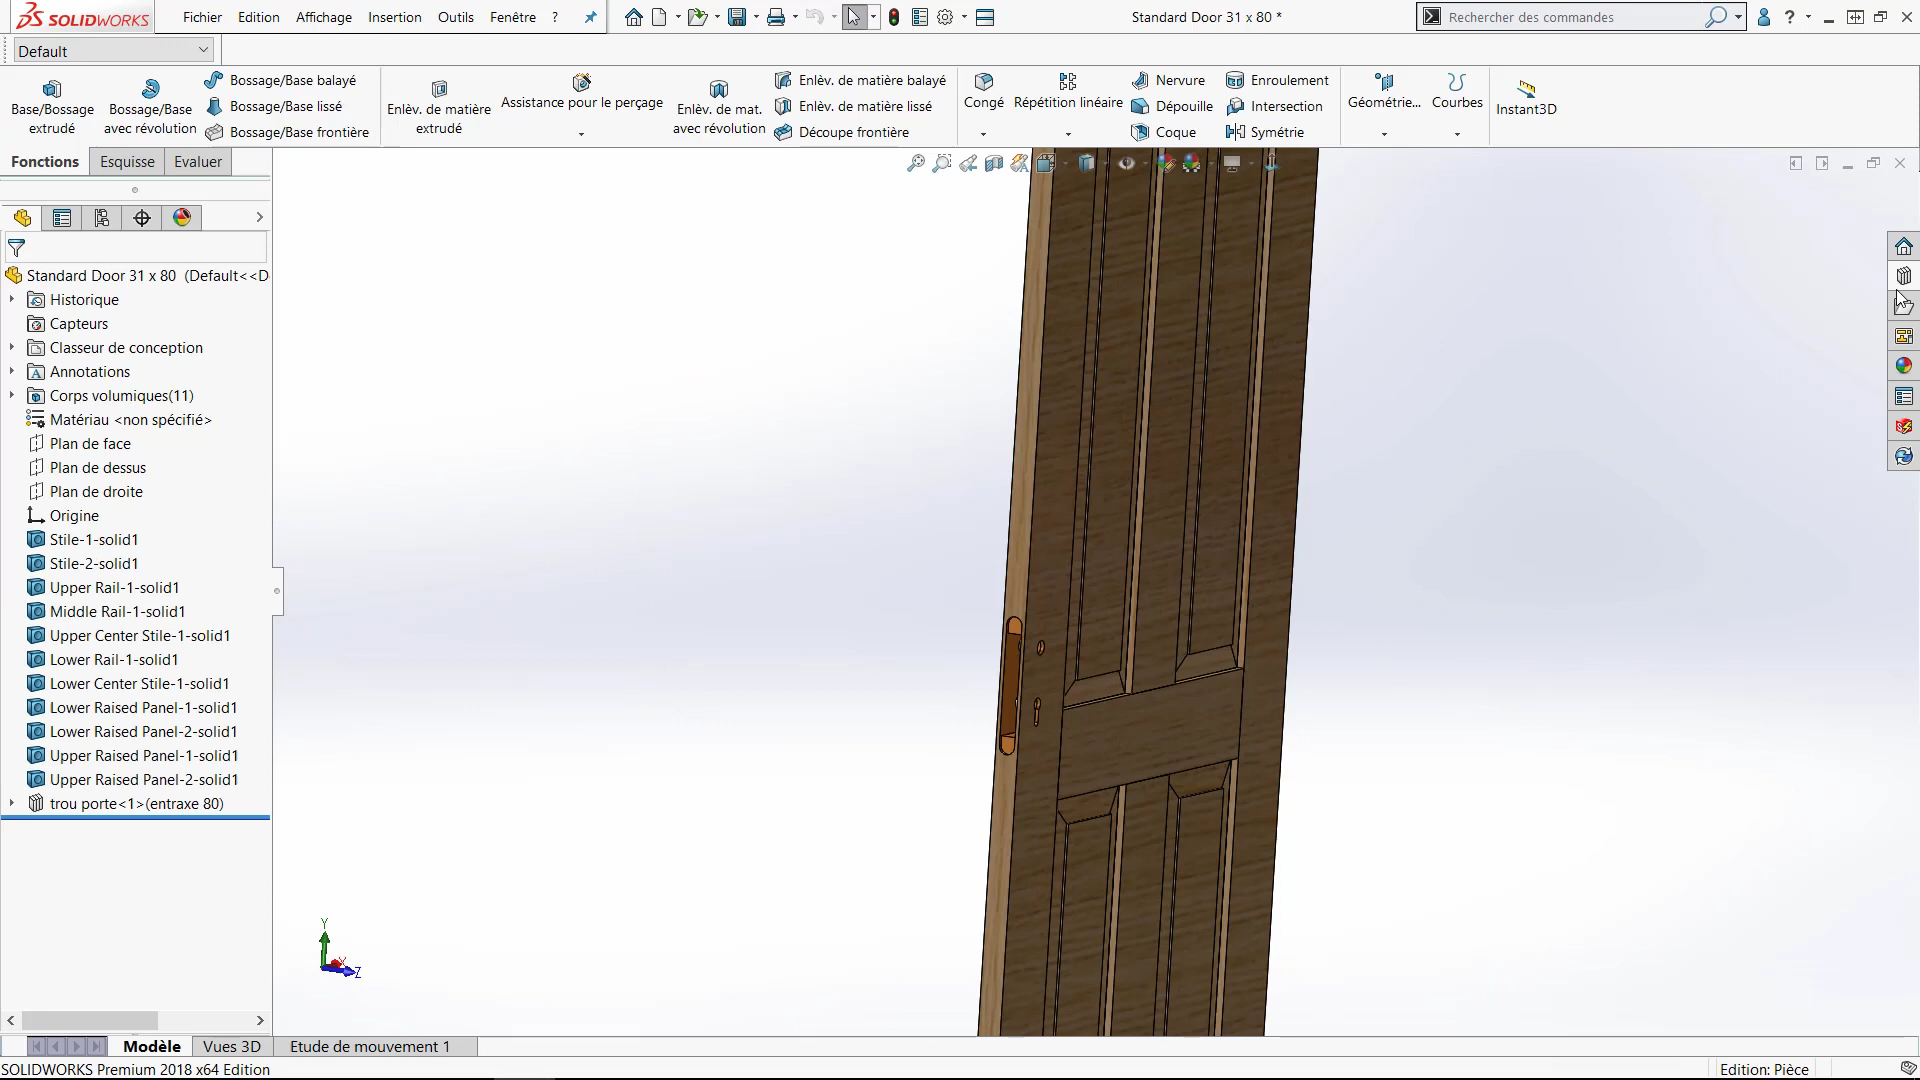 SOLIDWORKS Fichier Edition Affichage Insertion Outils Fenêtre ? Standard Door 31 x 80 * Rechercher des commandes ?
Default
Base/Bossage extrudé
Bossage/Base avec révolution
Bossage/Base balayé
Bossage/Base lissé
Bossage/Base frontière
Enlèv. de matière extrudé
Assistance pour le perçage
Enlèv. de mat. avec révolution
Enlèv. de matière balayé
Enlèv. de matière lissé
Découpe frontière
Congé
Répétition linéaire
Nervure
Dépouille
Coque
Enroulement
Intersection
Symétrie
Géométrie...
Courbes
Instant3D
Fonctions Esquisse Evaluer
Standard Door 31 x 80 (Default<<D
Historique
Capteurs
Classeur de conception
Annotations
Corps volumiques(11)
Matériau <non spécifié>
Plan de face
Plan de dessus
Plan de droite
Origine
Stile-1-solid1
Stile-2-solid1
Upper Rail-1-solid1
Middle Rail-1-solid1
Upper Center Stile-1-solid1
Lower Rail-1-solid1
Lower Center Stile-1-solid1
Lower Raised Panel-1-solid1
Lower Raised Panel-2-solid1
Upper Raised Panel-1-solid1
Upper Raised Panel-2-solid1
trou porte<1>(entraxe 80)
Y
X
Z
Modèle Vues 3D Etude de mouvement 1
SOLIDWORKS Premium 2018 x64 Edition Edition: Pièce